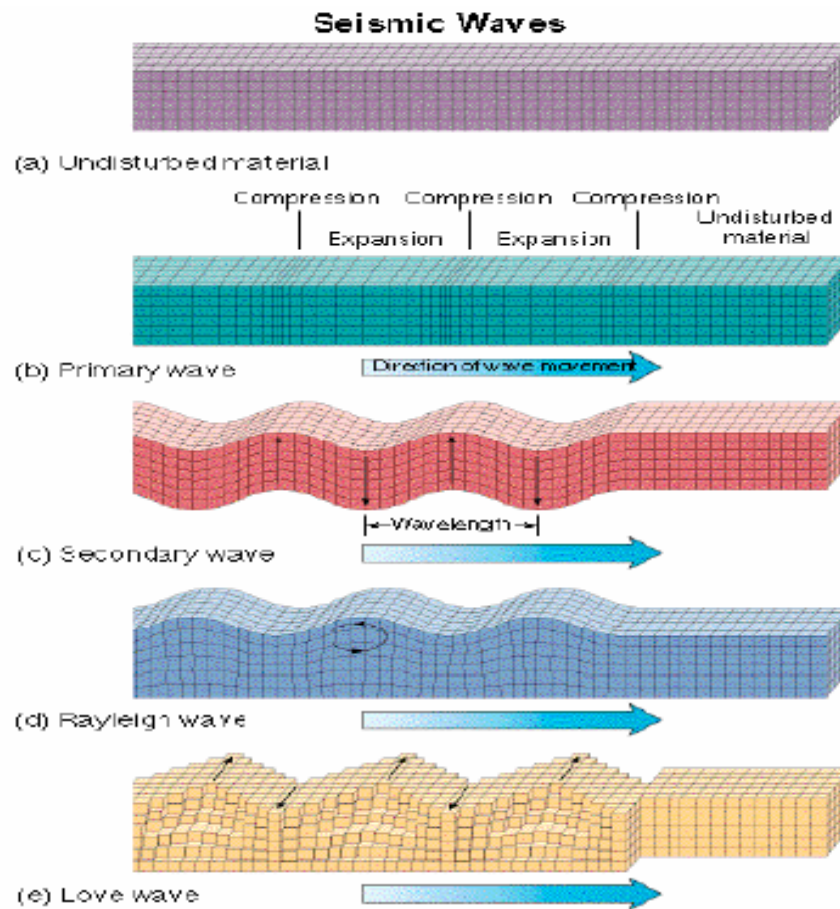 Seismic Waves
(a) Undisturbed material
Compression Compression Compression
Expansion Expansion
Undisturbed
material
(b) Primary wave
Direction of wave movement
Wavelength
(c) Secondary wave
(d) Rayleigh wave
(e) Love wave